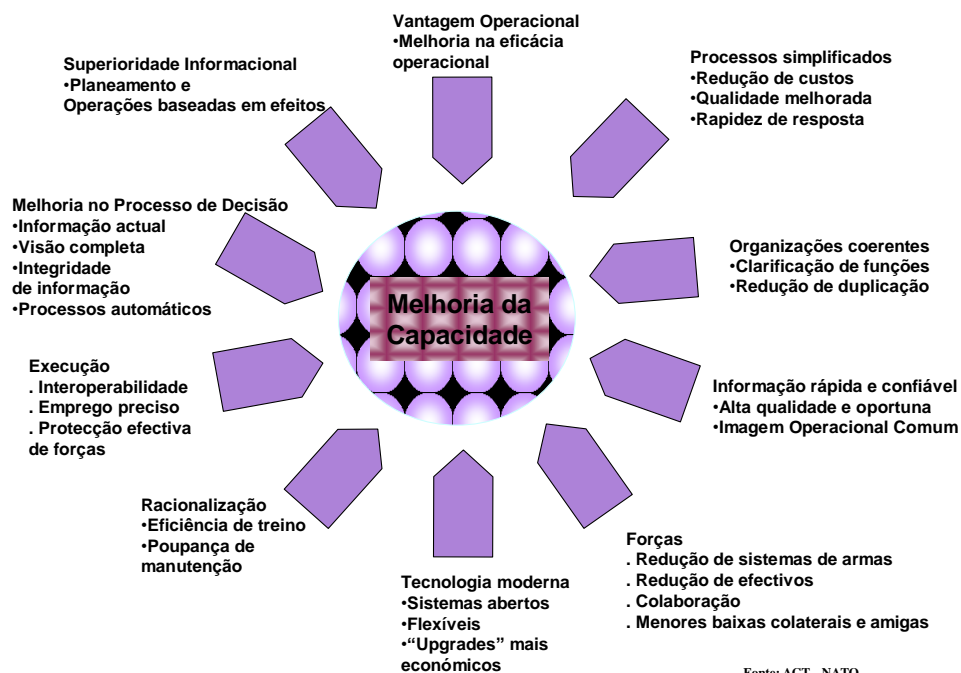 Vantagem Operacional
•Melhoria na eficácia
operacional
Superioridade Informacional
•Planeamento e
Operações baseadas em efeitos
Processos simplificados
•Redução de custos
•Qualidade melhorada
•Rapidez de resposta
Melhoria no Processo de Decisão
•Informação actual
•Visão completa
•Integridade
de informação
•Processos automáticos
Organizações coerentes
•Clarificação de funções
•Redução de duplicação
Melhoria da
Capacidade
Execução
. Interoperabilidade
. Emprego preciso
. Protecção efectiva
de forças
Informação rápida e confiável
•Alta qualidade e oportuna
•Imagem Operacional Comum
Racionalização
•Eficiência de treino
•Poupança de
manutenção
Forças
. Redução de sistemas de armas
. Redução de efectivos
. Colaboração
. Menores baixas colaterais e amigas
Tecnologia moderna
•Sistemas abertos
•Flexíveis
•“Upgrades” mais
económicos
Fonte: ACT - NATO